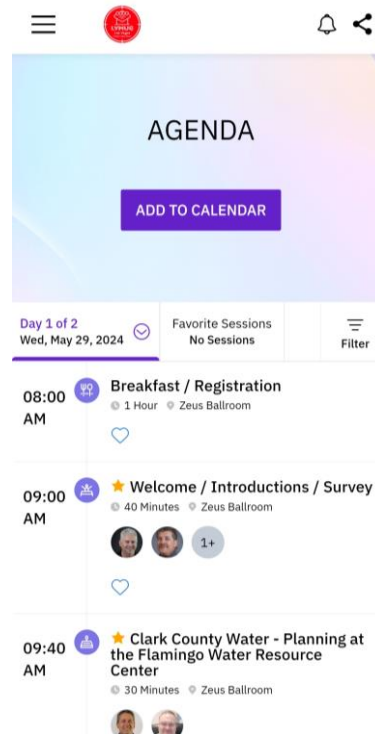 LVMUG
AGENDA
ADD TO CALENDAR
Day 1 of 2
Wed, May 29, 2024
Favorite Sessions
No Sessions
Filter
08:00
AM
Breakfast / Registration
1 Hour Zeus Ballroom
09:00
AM
Welcome / Introductions / Survey
40 Minutes Zeus Ballroom
1+
09:40
AM
Clark County Water - Planning at
the Flamingo Water Resource
Center
30 Minutes Zeus Ballroom